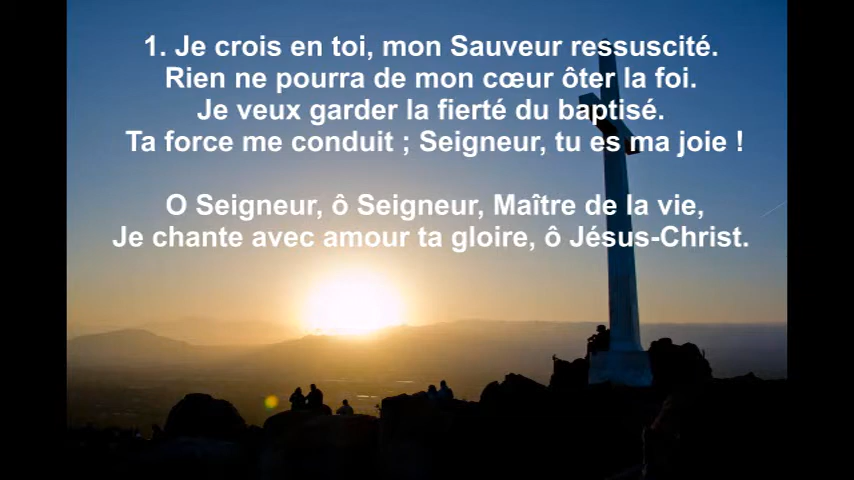 1. Je crois en toi, mon Sauveur ressuscité.
Rien ne pourra de mon cœur ôter la foi.
Je veux garder la fierté du baptisé.
Ta force me conduit ; Seigneur, tu es ma joie !
O Seigneur, ô Seigneur, Maître de la vie,
Je chante avec amour ta gloire, ô Jésus-Christ.